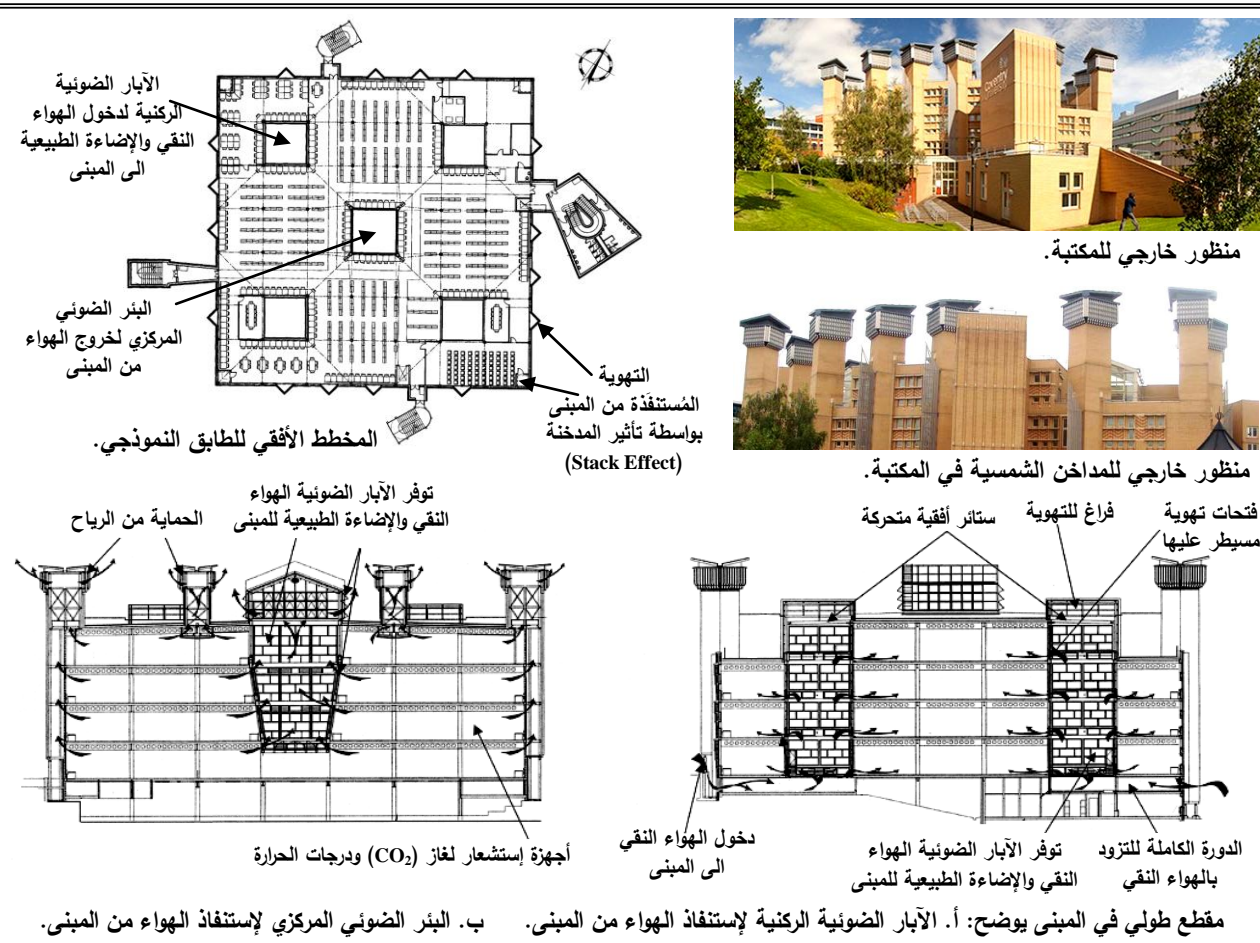 الآبار الضوئية
الركنية لدخول الهواء
النقي والإضاءة الطبيعية
الى المبنى
البئر الضوئي
المركزي لخروج الهواء
من المبنى
التهوية
المُستنفذة من المبنى
بواسطة تأثير المدخنة
(Stack Effect)
المخطط الأفقي للطابق النموذجي.
Coventry
منظور خارجي للمكتبة.
منظور خارجي للمداخن الشمسية في المكتبة.
توفر الآبار الضوئية الهواء
النقي والإضاءة الطبيعية للمبنى
الحماية من الرياح
أجهزة إستشعار لغاز (CO₂) ودرجات الحرارة
فتحات تهوية
مسيطر عليها
فراغ للتهوية
ستائر أفقية متحركة
دخول الهواء النقي
الى المبنى
توفر الآبار الضوئية الهواء
النقي والإضاءة الطبيعية للمبنى
الدورة الكاملة للتزود
بالهواء النقي
مقطع طولي في المبنى يوضح: أ. الآبار الضوئية الركنية لإستنفاذ الهواء من المبنى. ب. البئر الضوئي المركزي لإستنفاذ الهواء من المبنى.